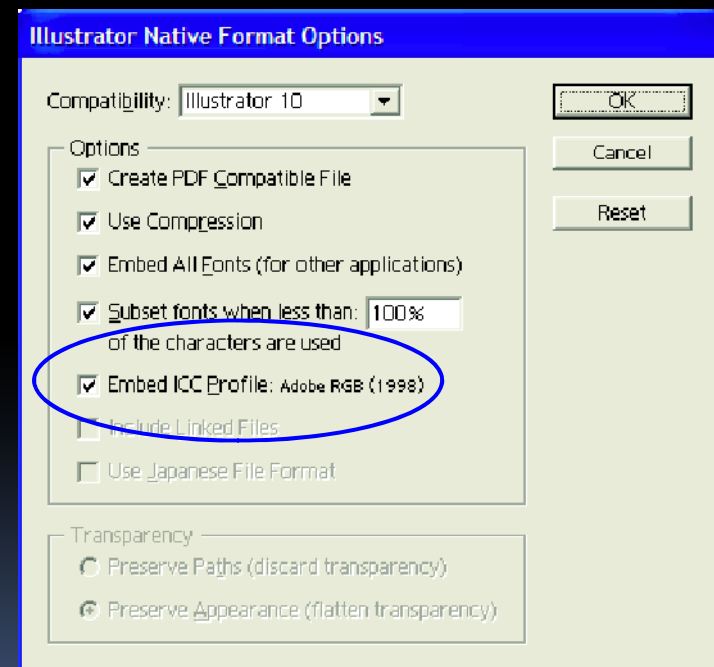 Illustrator Native Format Options
Compatibility: Illustrator 10
OK
Options
Cancel
Create PDF Compatible File
Use Compression
Reset
Embed All Fonts (for other applications)
Subset fonts when less than: 100%
of the characters are used
Embed ICC Profile: Adobe RGB (1998)
Include Linked Files
Use Japanese File Format
Transparency
Preserve Paths (discard transparency)
Preserve Appearance (flatten transparency)